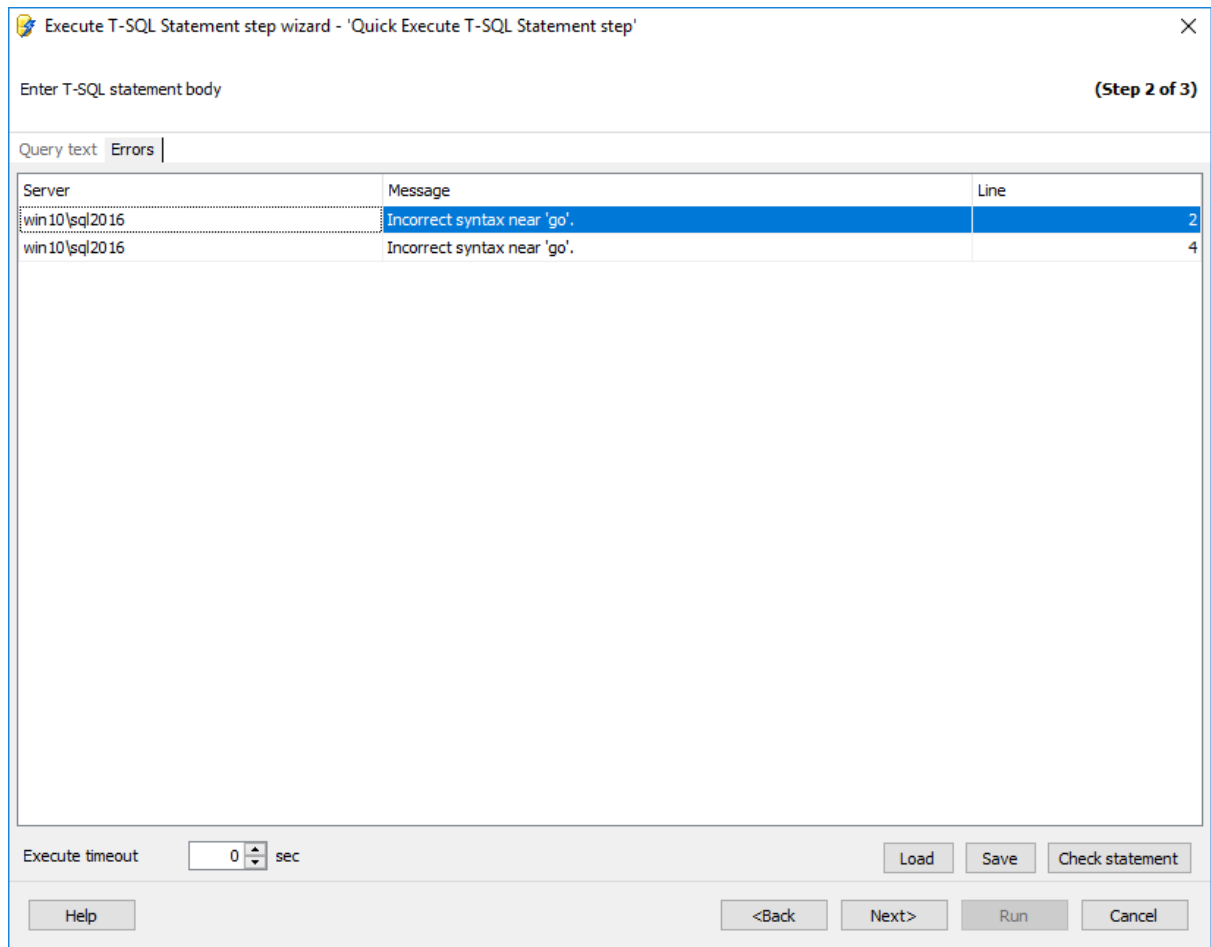 Execute T-SQL Statement step wizard - 'Quick Execute T-SQL Statement step'
Enter T-SQL statement body (Step 2 of 3)
Query text Errors
Server Message Line
win10\sql2016 Incorrect syntax near 'go'. 2
win10\sql2016 Incorrect syntax near 'go'. 4
Execute timeout 0 sec Load Save Check statement
Help <Back Next> Run Cancel